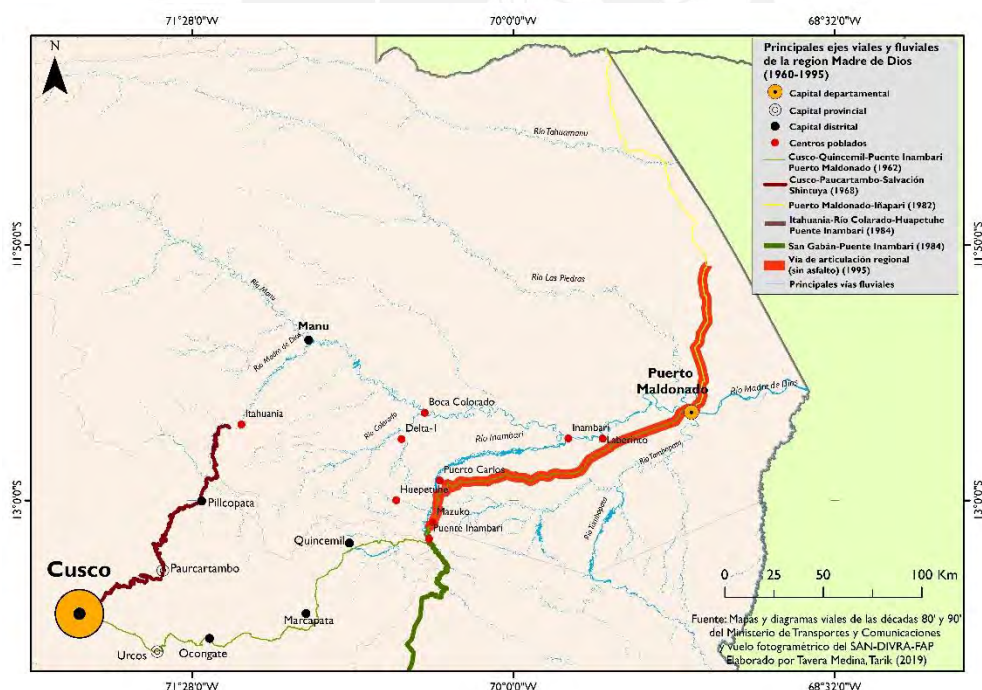 71°28'0"W
70°0'0"W
68°32'0"W
N
Principales ejes viales y fluviales
de la region Madre de Dios
(1960-1995)
Capital departamental
Capital provincial
Capital distrital
Centros poblados
Cusco-Quincemil-Puente Inambari
Puerto Maldonado (1962)
Cusco-Paucartambo-Salvación
Shintuya (1968)
Puerto Maldonado-Iñapari (1982)
Itahuania-Río Colarado-Huapetuhe
Puente Inambari (1984)
San Gabán-Puente Inambari (1984)
Vía de articulación regional
(sin asfalto) (1995)
Principales vías fluviales
Río Tahuamanu
11°50'0"S
11°50'0"S
Río Las Piedras
Río Manu
Manu
Río Madre de Dios
Puerto
Maldonado
Río Madre de Dios
Boca Colorado
Itahuania
Río Colorado
Delta-1
Río Inambari
Inambari
Laberinto
Río Tambopata
Puerto Carlos
Huepetuhe
13°0'0"S
Pillcopata
13°0'0"S
Mazuko
Puente Inambari
Río Tambopata
Quincemil
Cusco
Paurcartambo
0 25 50 100 Km
Marcapata
Urcos
Ocongate
Fuente: Mapas y diagramas viales de las décadas 80' y 90'
del Ministerio de Transportes y Comunicaciones
y vuelo fotogramétrico del SAN-DIVRA-FAP
Elaborado por Tavera Medina,Tarik (2019)
71°28'0"W
70°0'0"W
68°32'0"W